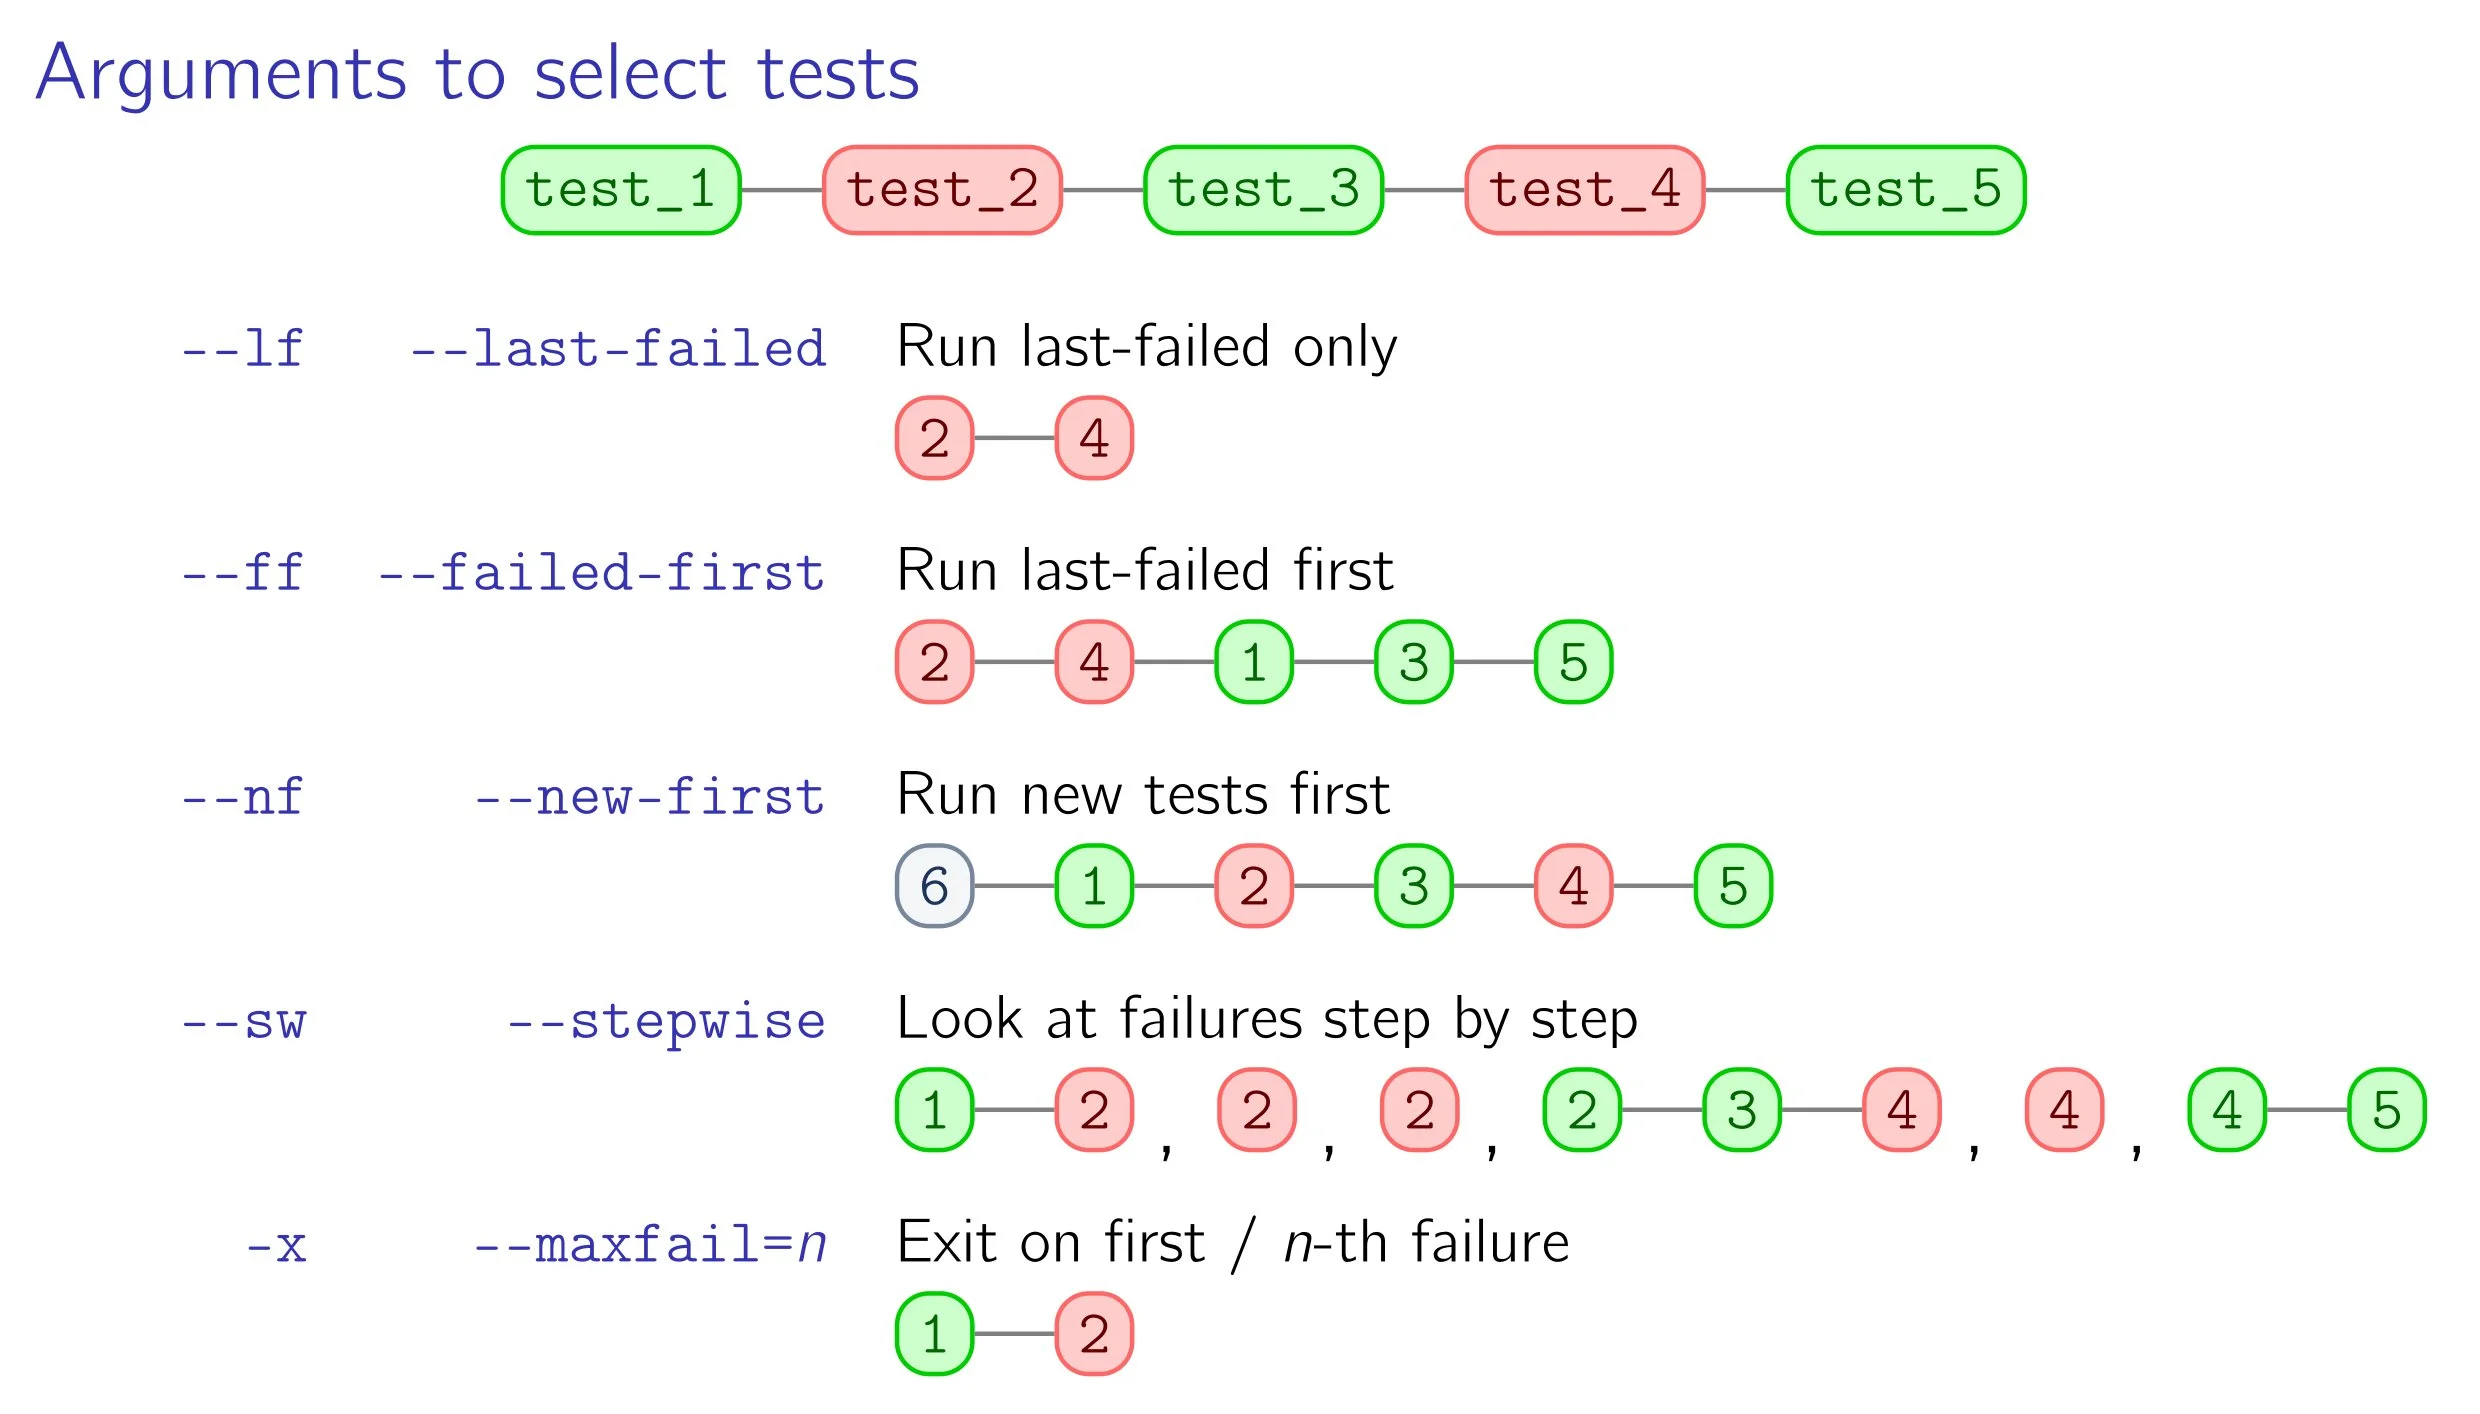 Arguments to select tests
test_1 test_2 test_3 test_4 test_5
--lf --last-failed Run last-failed only
2 4
--ff --failed-first Run last-failed first
2 4 1 3 5
--nf --new-first Run new tests first
6 1 2 3 4 5
--sw --stepwise Look at failures step by step
1 2 , 2 , 2 , 2 3 4 , 4 , 4 5
-x --maxfail=n Exit on first / n-th failure
1 2